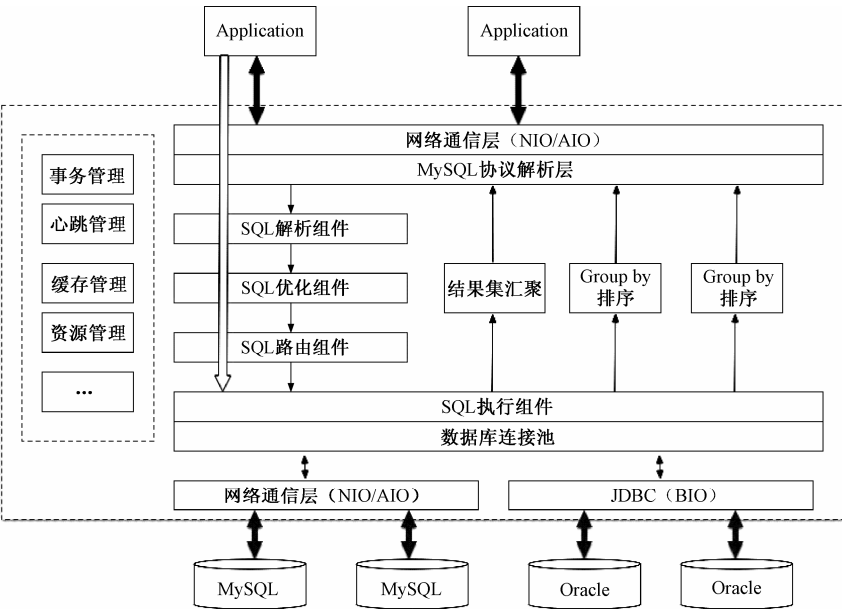 Application
Application
网络通信层（NIO/AIO）
MySQL协议解析层
事务管理
心跳管理
缓存管理
资源管理
...
SQL解析组件
SQL优化组件
SQL路由组件
结果集汇聚
Group by
排序
Group by
排序
SQL执行组件
数据库连接池
网络通信层（NIO/AIO）
JDBC（BIO）
MySQL
MySQL
Oracle
Oracle